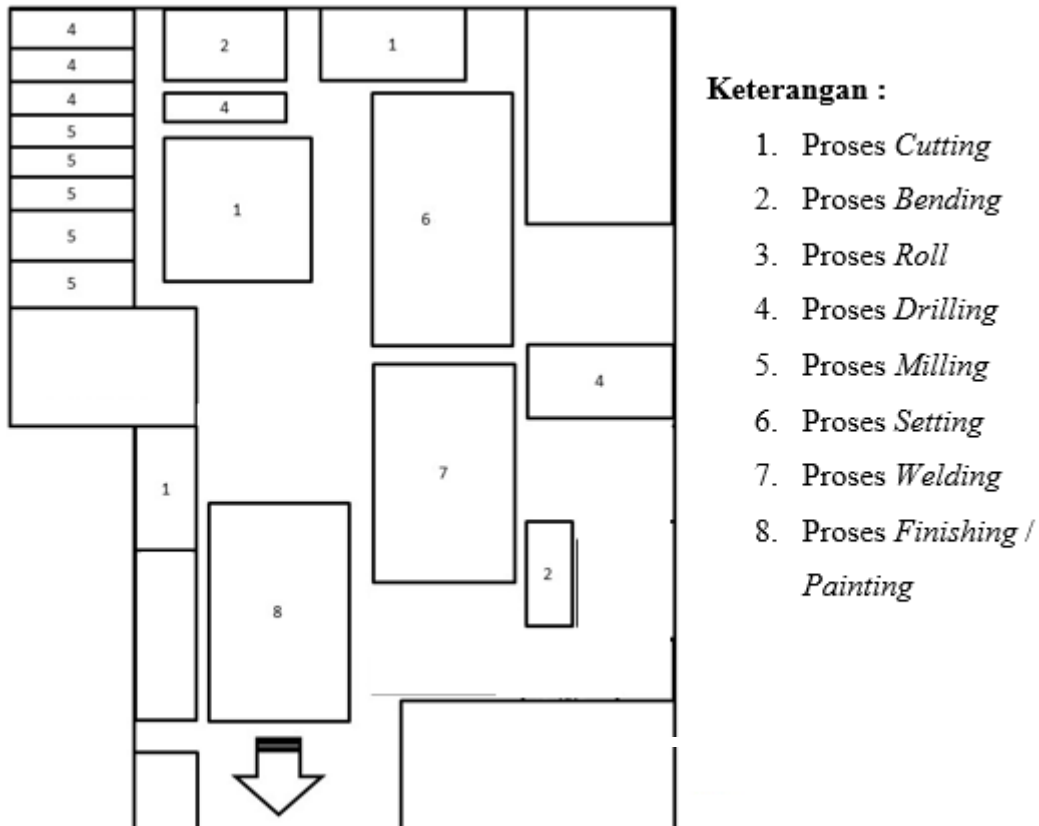 4
2
1
4
4
4
5
5
5
1
5
6
5
4
7
1
2
8
Keterangan :
1. Proses Cutting
2. Proses Bending
3. Proses Roll
4. Proses Drilling
5. Proses Milling
6. Proses Setting
7. Proses Welding
8. Proses Finishing /
Painting